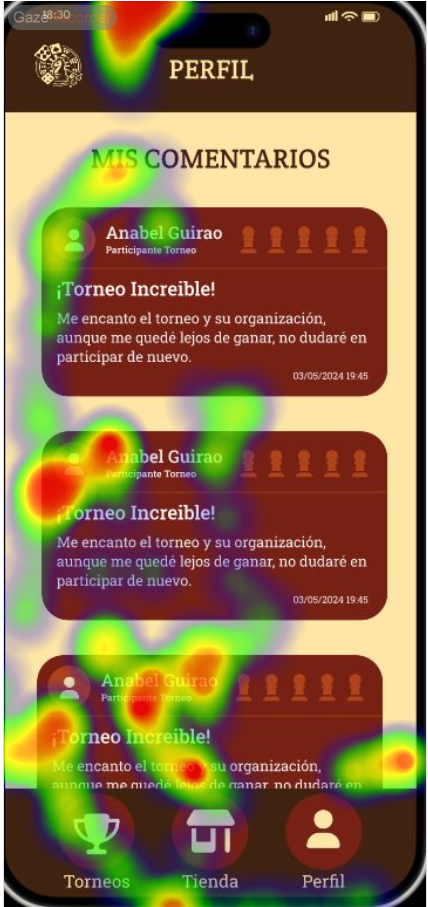 GazeRecorder
18:30
PERFIL
MIS COMENTARIOS
Anabel Guirao
Participante Torneo
¡Torneo Increible!
Me encanto el torneo y su organización,
aunque me quedé lejos de ganar, no dudaré en
participar de nuevo.
03/05/2024 19:45
Anabel Guirao
Participante Torneo
¡Torneo Increible!
Me encanto el torneo y su organización,
aunque me quedé lejos de ganar, no dudaré en
participar de nuevo.
03/05/2024 19:45
Anabel Guirao
Participante Torneo
¡Torneo Increible!
Me encanto el torneo y su organización,
aunque me quedé lejos de ganar, no dudaré en
Torneos
Tienda
Perfil